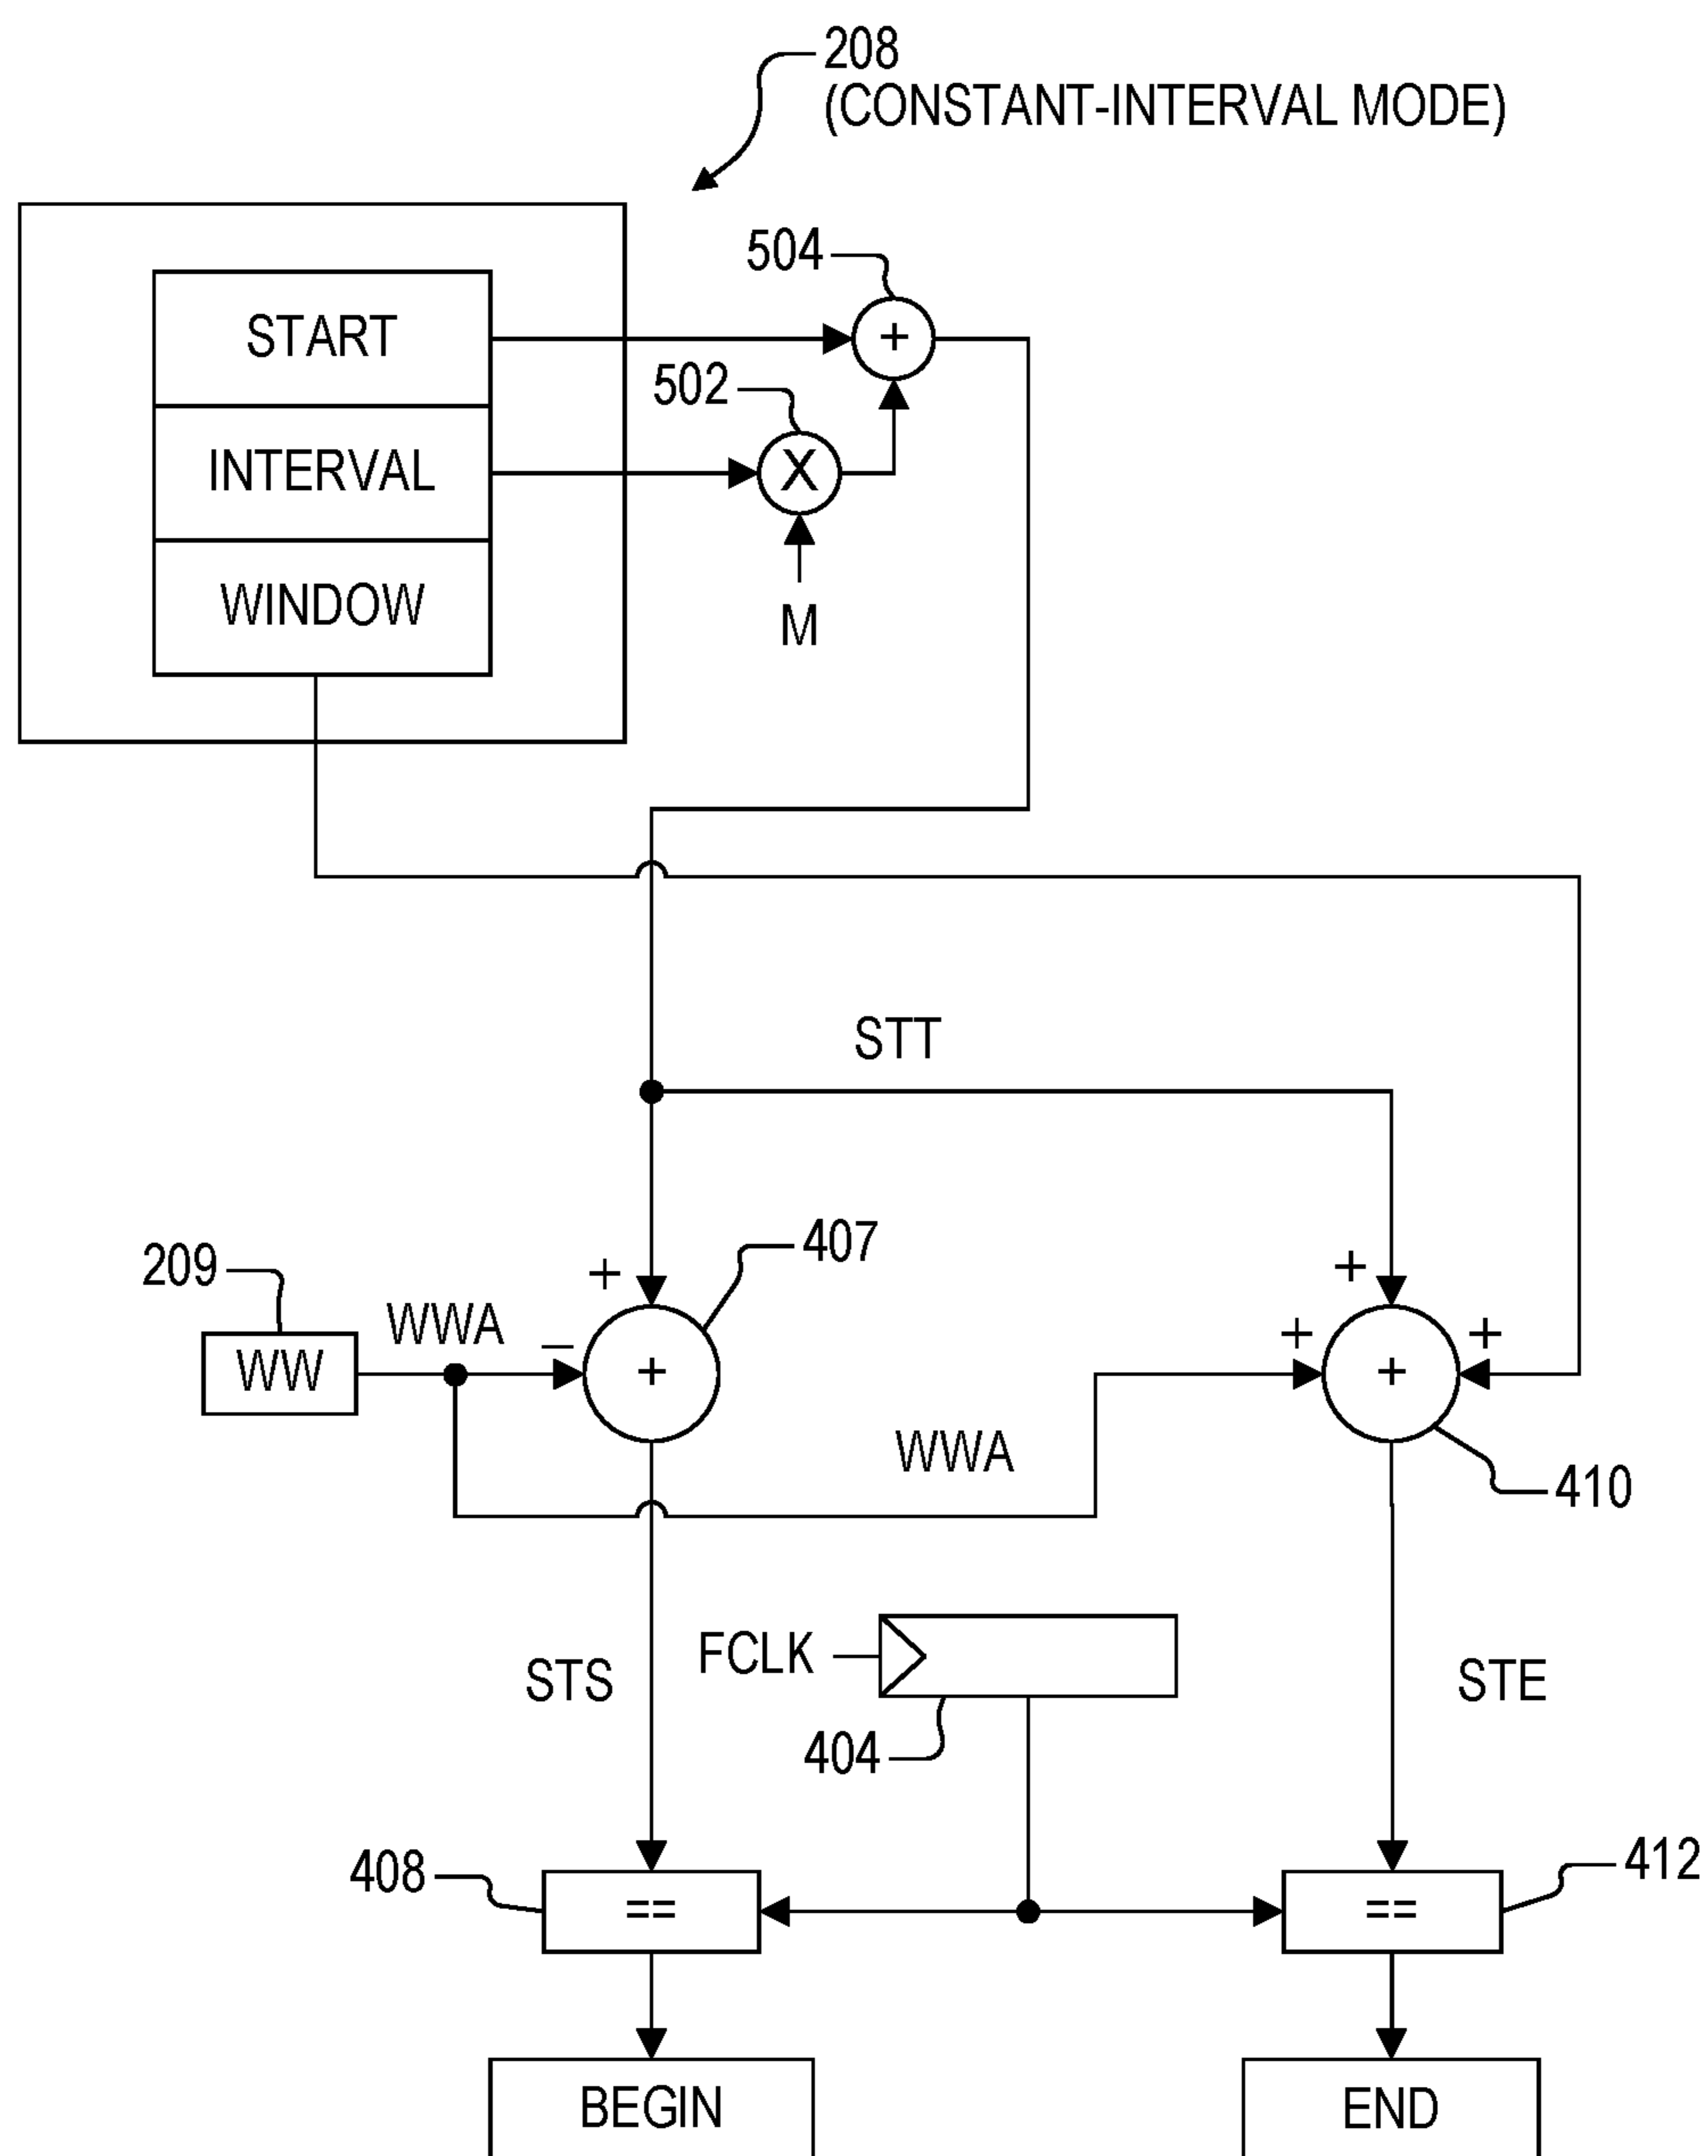 208
(CONSTANT-INTERVAL MODE)
504
START
+
502
INTERVAL
X
WINDOW
M
STT
407
209
+
+
WWA
−
+
+
WW
+
+
WWA
410
FCLK
STS
STE
404
408
412
==
==
BEGIN
END